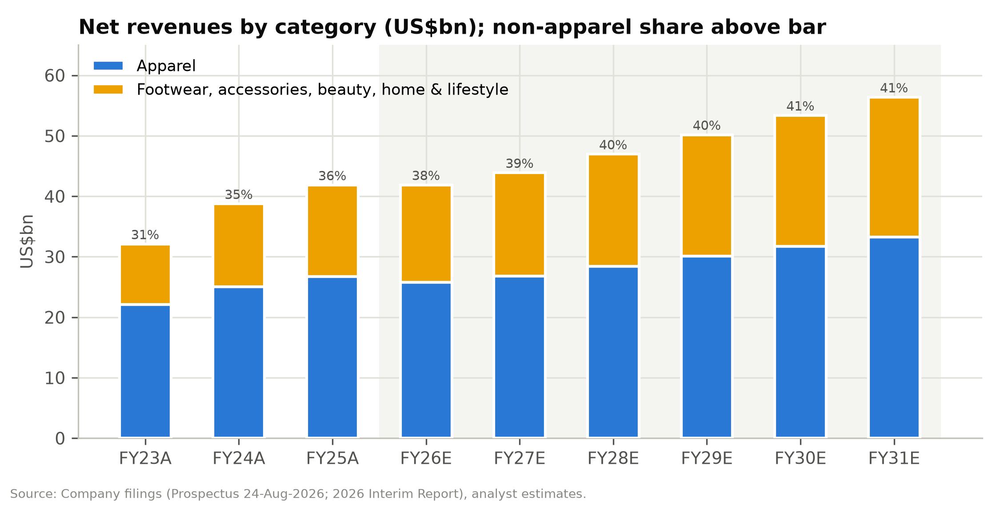 Net revenues by category (US$bn); non-apparel share above bar
Apparel
Footwear, accessories, beauty, home & lifestyle
US$bn
60
50
40
30
20
10
0
31%
35%
36%
38%
39%
40%
40%
41%
41%
FY23A
FY24A
FY25A
FY26E
FY27E
FY28E
FY29E
FY30E
FY31E
Source: Company filings (Prospectus 24-Aug-2026; 2026 Interim Report), analyst estimates.